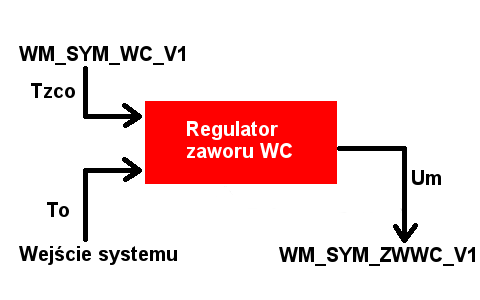 WM_SYM_WC_V1
Tzco
Regulator
zaworu WC
To
Um
Wejście systemu
WM_SYM_ZWWC_V1